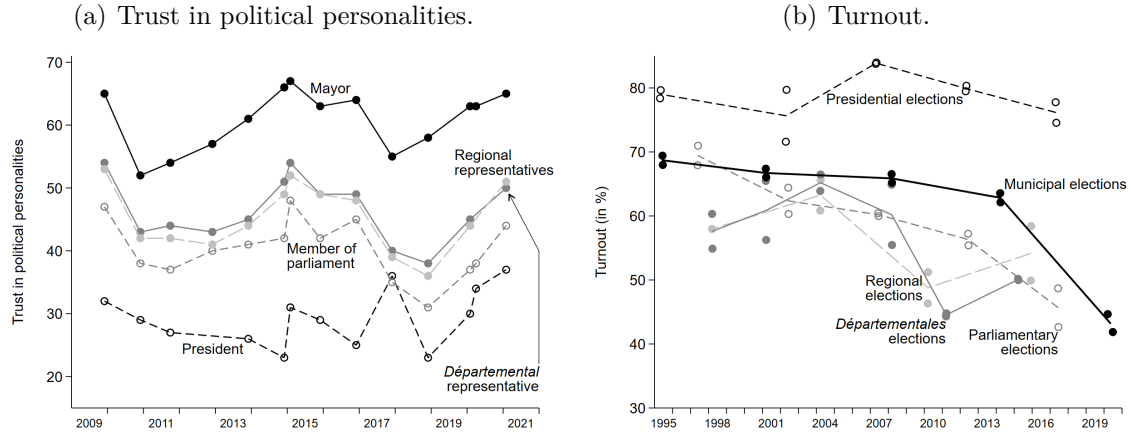 (a) Trust in political personalities.
Trust in political personalities
70
60
50
40
30
20
Mayor
Regional
representatives
Member of
parliament
President
Départemental
representative
2009
2011
2013
2015
2017
2019
2021
(b) Turnout.
Turnout (in %)
80
70
60
50
40
30
Presidential elections
Municipal elections
Regional
elections
Départementales
elections
Parliamentary
elections
1995
1998
2001
2004
2007
2010
2013
2016
2019